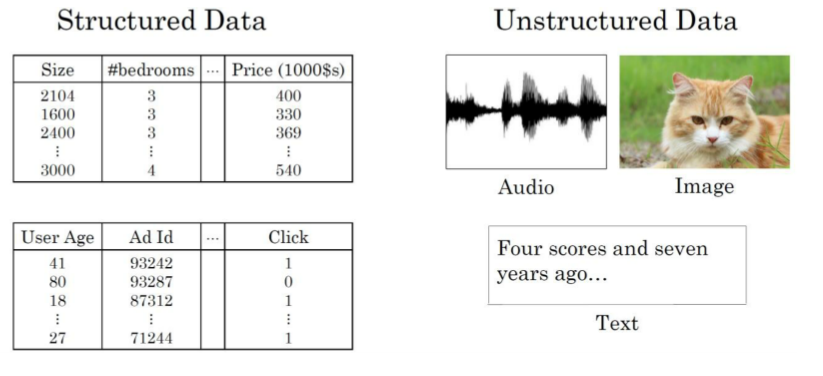 Structured Data
Size #bedrooms ... Price (1000$s)
2104 3 400
1600 3 330
2400 3 369
⋮ ⋮ ⋮
3000 4 540
User Age Ad Id ... Click
41 93242 1
80 93287 0
18 87312 1
⋮ ⋮ ⋮
27 71244 1
Unstructured Data
Audio Image
Four scores and seven
years ago...
Text